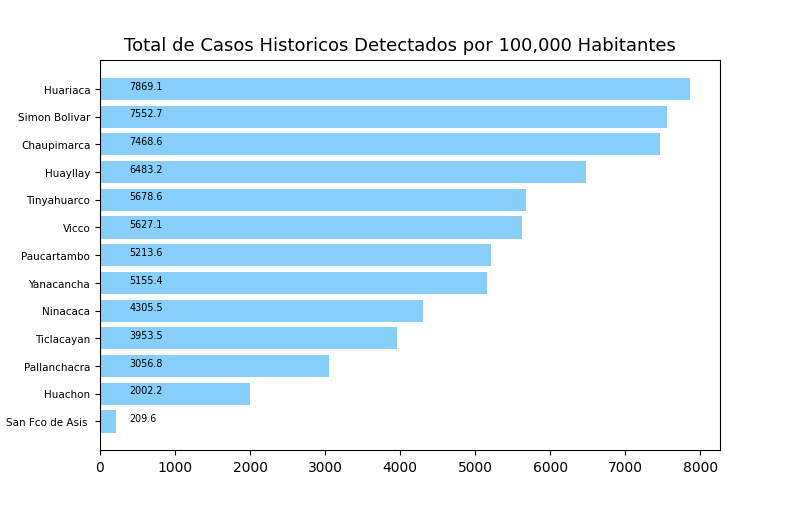 Total de Casos Historicos Detectados por 100,000 Habitantes
Huariaca 7869.1
Simon Bolivar 7552.7
Chaupimarca 7468.6
Huayllay 6483.2
Tinyahuarco 5678.6
Vicco 5627.1
Paucartambo 5213.6
Yanacancha 5155.4
Ninacaca 4305.5
Ticlacayan 3953.5
Pallanchacra 3056.8
Huachon 2002.2
San Fco de Asis 209.6
0 1000 2000 3000 4000 5000 6000 7000 8000